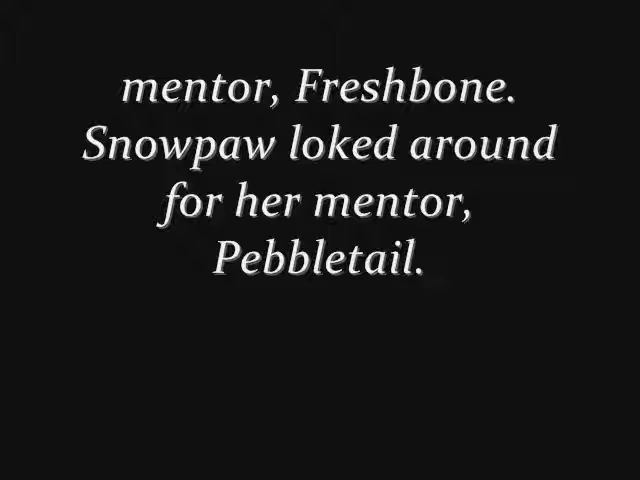 mentor, Freshbone.
Snowpaw loked around
for her mentor,
Pebbletail.